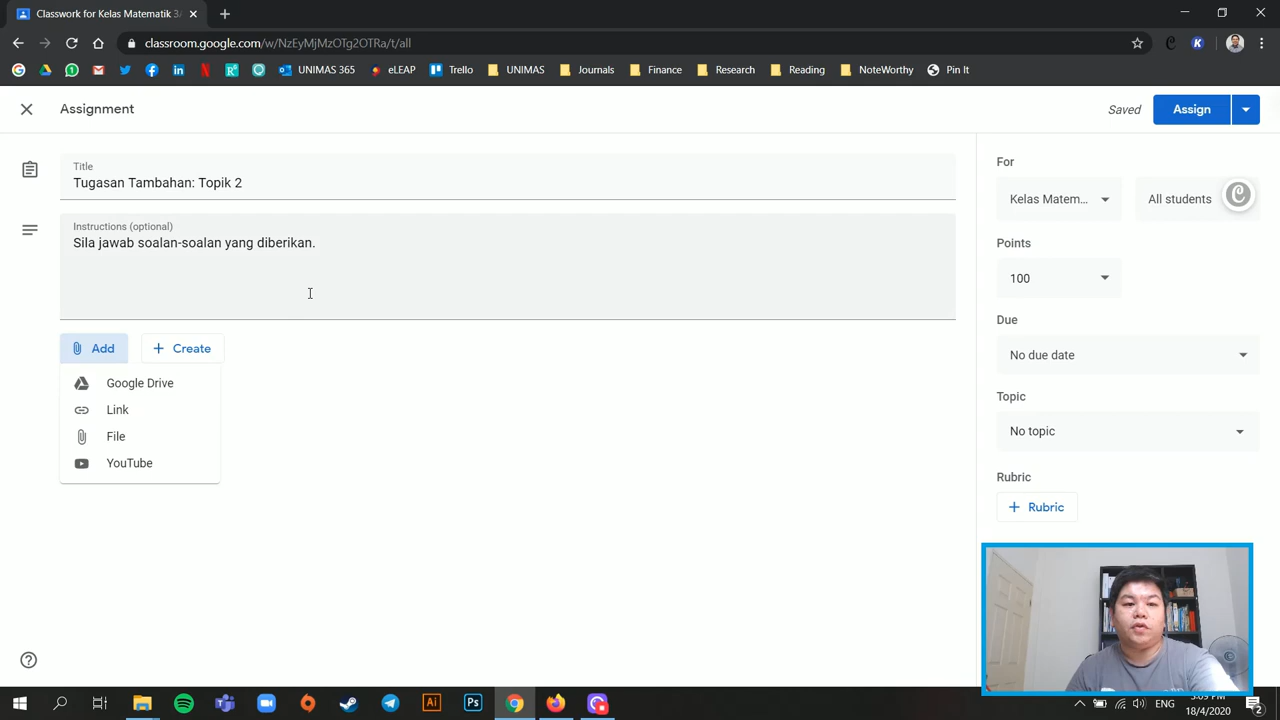 Classwork for Kelas Matematik 3
classroom.google.com/w/NzEyMjMzOTg2OTRa/t/all
UNIMAS 365
eLEAP
Trello
UNIMAS
Journals
Finance
Research
Reading
NoteWorthy
Pin It
Assignment
Saved
Assign
Title
Tugasan Tambahan: Topik 2
Instructions (optional)
Sila jawab soalan-soalan yang diberikan.
Add
Create
Google Drive
Link
File
YouTube
For
Kelas Matem...
All students
Points
100
Due
No due date
Topic
No topic
Rubric
Rubric
ENG
18/4/2020
2